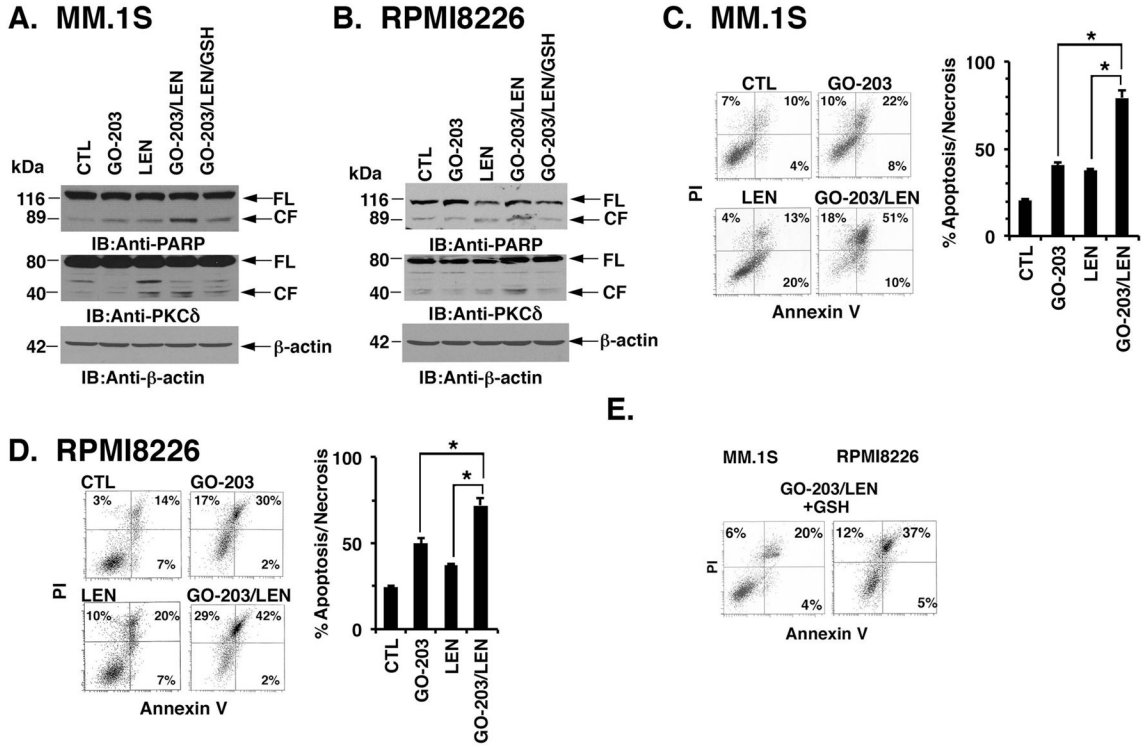 A. MM.1S
kDa
CTL
GO-203
LEN
GO-203/LEN
GO-203/LEN/GSH
116
FL
89
CF
IB:Anti-PARP
80
FL
40
CF
IB:Anti-PKCδ
42
β-actin
IB:Anti-β-actin
B. RPMI8226
kDa
CTL
GO-203
LEN
GO-203/LEN
GO-203/LEN/GSH
116
FL
89
CF
IB:Anti-PARP
80
FL
40
CF
IB:Anti-PKCδ
42
β-actin
IB:Anti-β-actin
C. MM.1S
CTL
7% 10%
4%
GO-203
10% 22%
8%
LEN
4% 13%
20%
GO-203/LEN
18% 51%
10%
PI
Annexin V
% Apoptosis/Necrosis
100
50
0
*
*
CTL
GO-203
LEN
GO-203/LEN
D. RPMI8226
CTL
3% 14%
7%
GO-203
17% 30%
2%
LEN
10% 20%
7%
GO-203/LEN
29% 42%
2%
PI
Annexin V
% Apoptosis/Necrosis
100
50
0
*
*
CTL
GO-203
LEN
GO-203/LEN
E.
MM.1S RPMI8226
GO-203/LEN
+GSH
6% 20%
4%
12% 37%
5%
PI
Annexin V